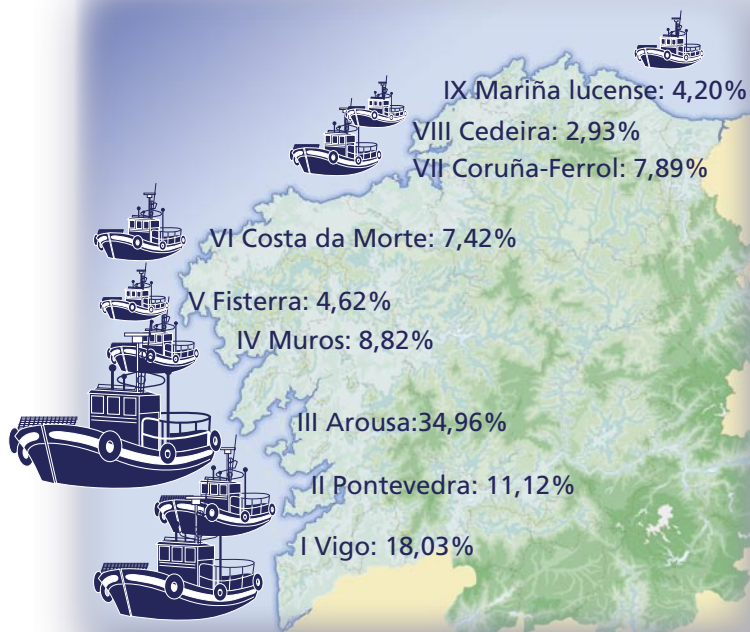 IX Mariña lucense: 4,20%
VIII Cedeira: 2,93%
VII Coruña-Ferrol: 7,89%
VI Costa da Morte: 7,42%
V Fisterra: 4,62%
IV Muros: 8,82%
III Arousa:34,96%
II Pontevedra: 11,12%
I Vigo: 18,03%